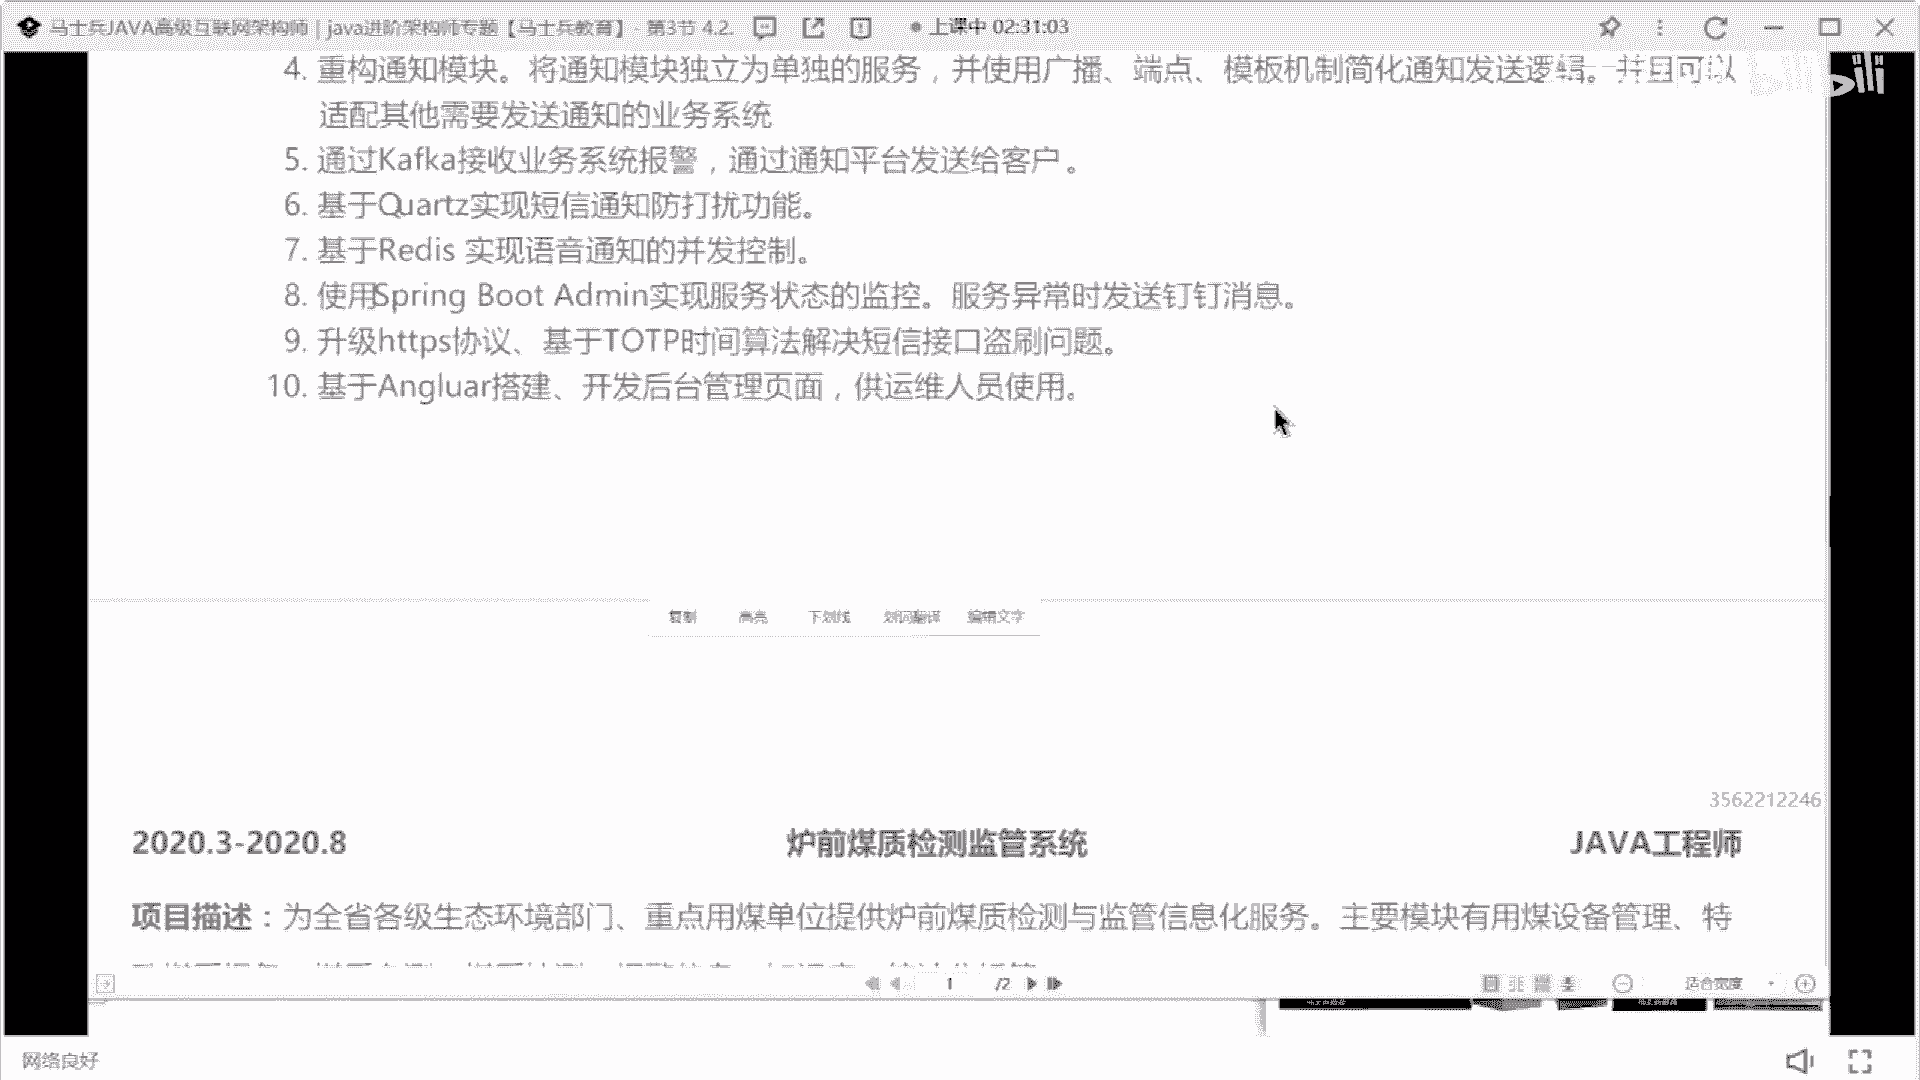 马士兵JAVA高级互联网架构师 | java进阶架构师专题【马士兵教育】- 第3节 4.2.
上课中 02:31:03
bilibili
4. 重构通知模块。将通知模块独立为单独的服务，并使用广播、端点、模板机制简化通知发送逻辑。并且可以
适配其他需要发送通知的业务系统
5. 通过Kafka接收业务系统报警，通过通知平台发送给客户。
6. 基于Quartz实现短信通知防打扰功能。
7. 基于Redis 实现语音通知的并发控制。
8. 使用Spring Boot Admin实现服务状态的监控。服务异常时发送钉钉消息。
9. 升级https协议、基于TOTP时间算法解决短信接口盗刷问题。
10. 基于Angluar搭建、开发后台管理页面，供运维人员使用。
复制 高亮 下划线 划词翻译 编辑文字
3562212246
2020.3-2020.8 炉前煤质检测监管系统 JAVA工程师
项目描述：为全省各级生态环境部门、重点用煤单位提供炉前煤质检测与监管信息化服务。主要模块有用煤设备管理、特
1 /2 适合宽度
网络良好